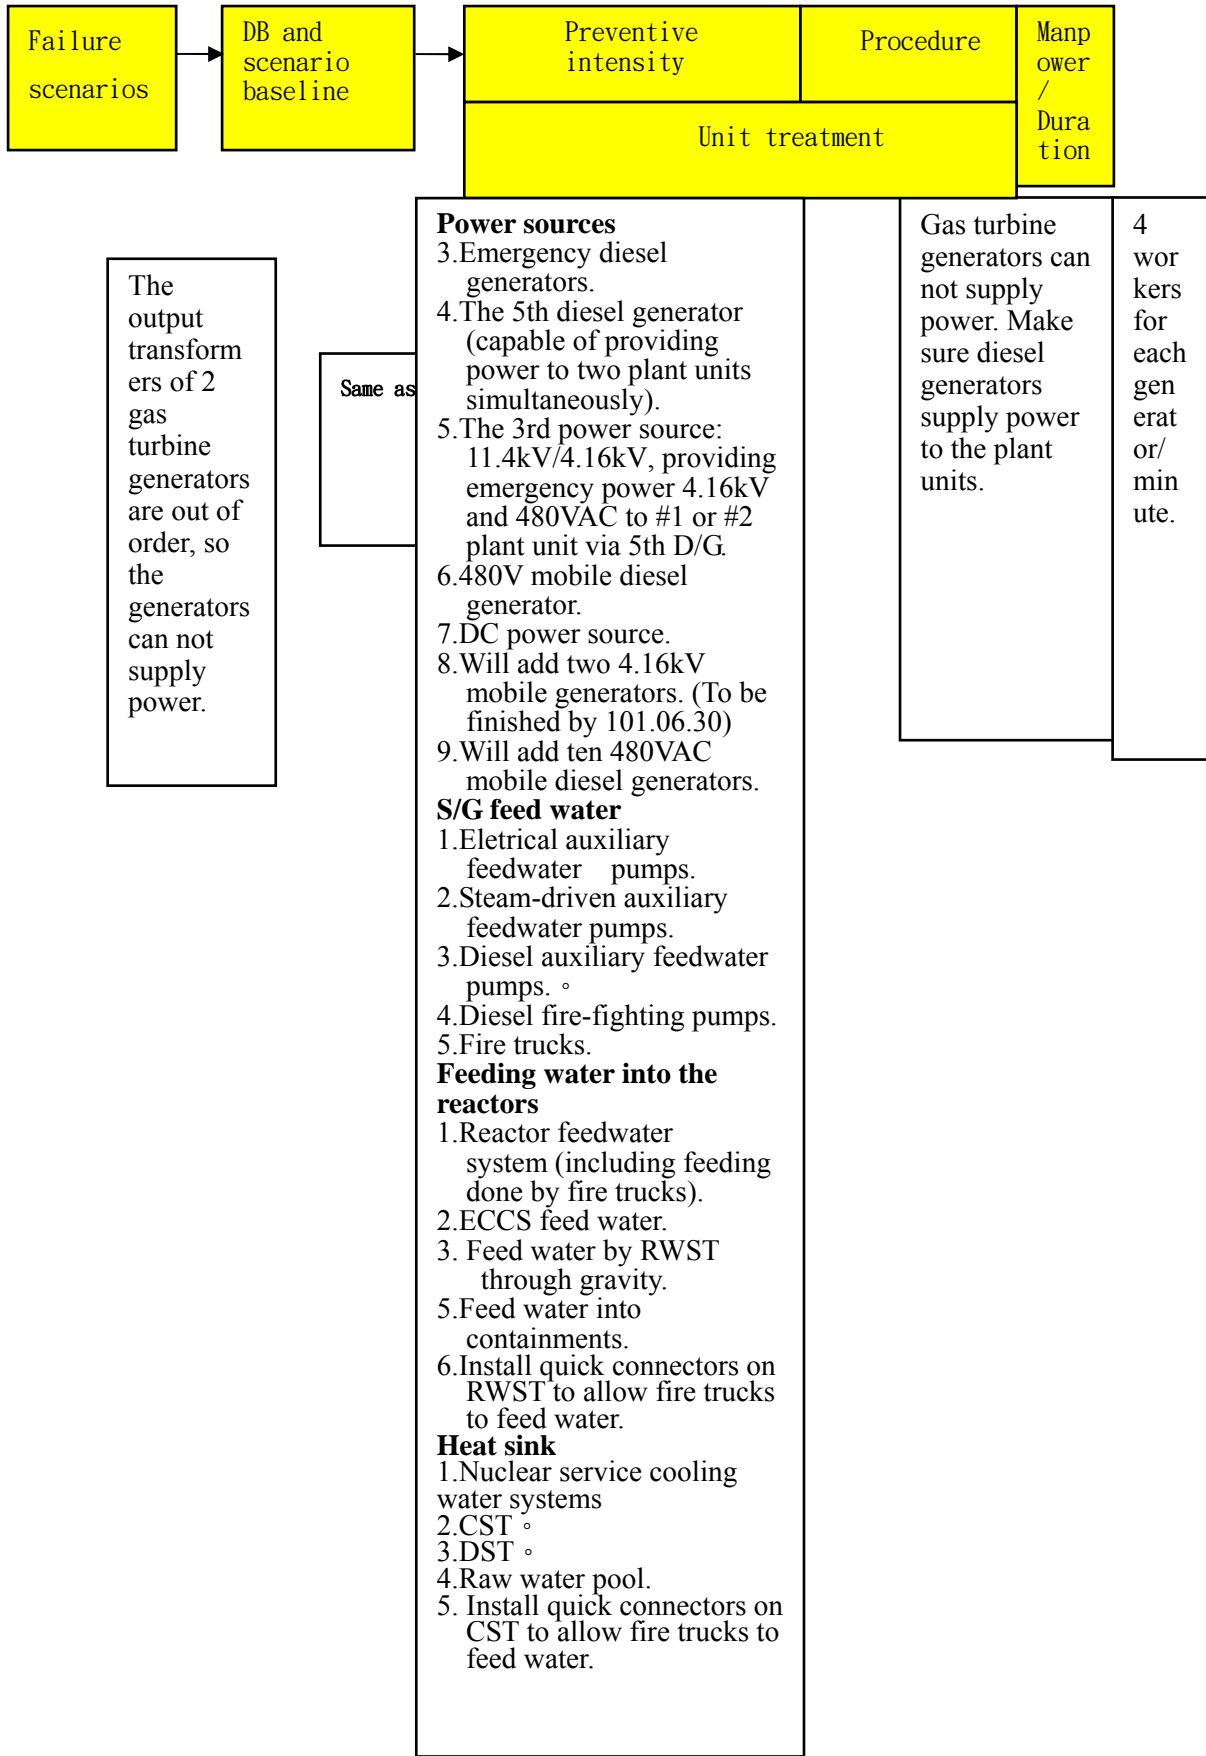 Failure
scenarios
DB and
scenario
baseline
Preventive
intensity
Procedure
Manp
ower
/
Dura
tion
Unit treatment
The
output
transform
ers of 2
gas
turbine
generators
are out of
order, so
the
generators
can not
supply
power.
Same as
Power sources
3.Emergency diesel
generators.
4.The 5th diesel generator
(capable of providing
power to two plant units
simultaneously).
5.The 3rd power source:
11.4kV/4.16kV, providing
emergency power 4.16kV
and 480VAC to #1 or #2
plant unit via 5th D/G.
6.480V mobile diesel
generator.
7.DC power source.
8.Will add two 4.16kV
mobile generators. (To be
finished by 101.06.30)
9.Will add ten 480VAC
mobile diesel generators.
S/G feed water
1.Eletrical auxiliary
feedwater pumps.
2.Steam-driven auxiliary
feedwater pumps.
3.Diesel auxiliary feedwater
pumps. 。
4.Diesel fire-fighting pumps.
5.Fire trucks.
Feeding water into the
reactors
1.Reactor feedwater
system (including feeding
done by fire trucks).
2.ECCS feed water.
3. Feed water by RWST
through gravity.
5.Feed water into
containments.
6.Install quick connectors on
RWST to allow fire trucks
to feed water.
Heat sink
1.Nuclear service cooling
water systems
2.CST。
3.DST。
4.Raw water pool.
5. Install quick connectors on
CST to allow fire trucks to
feed water.
Gas turbine
generators can
not supply
power. Make
sure diesel
generators
supply power
to the plant
units.
4
wor
kers
for
each
gen
erat
or/
min
ute.